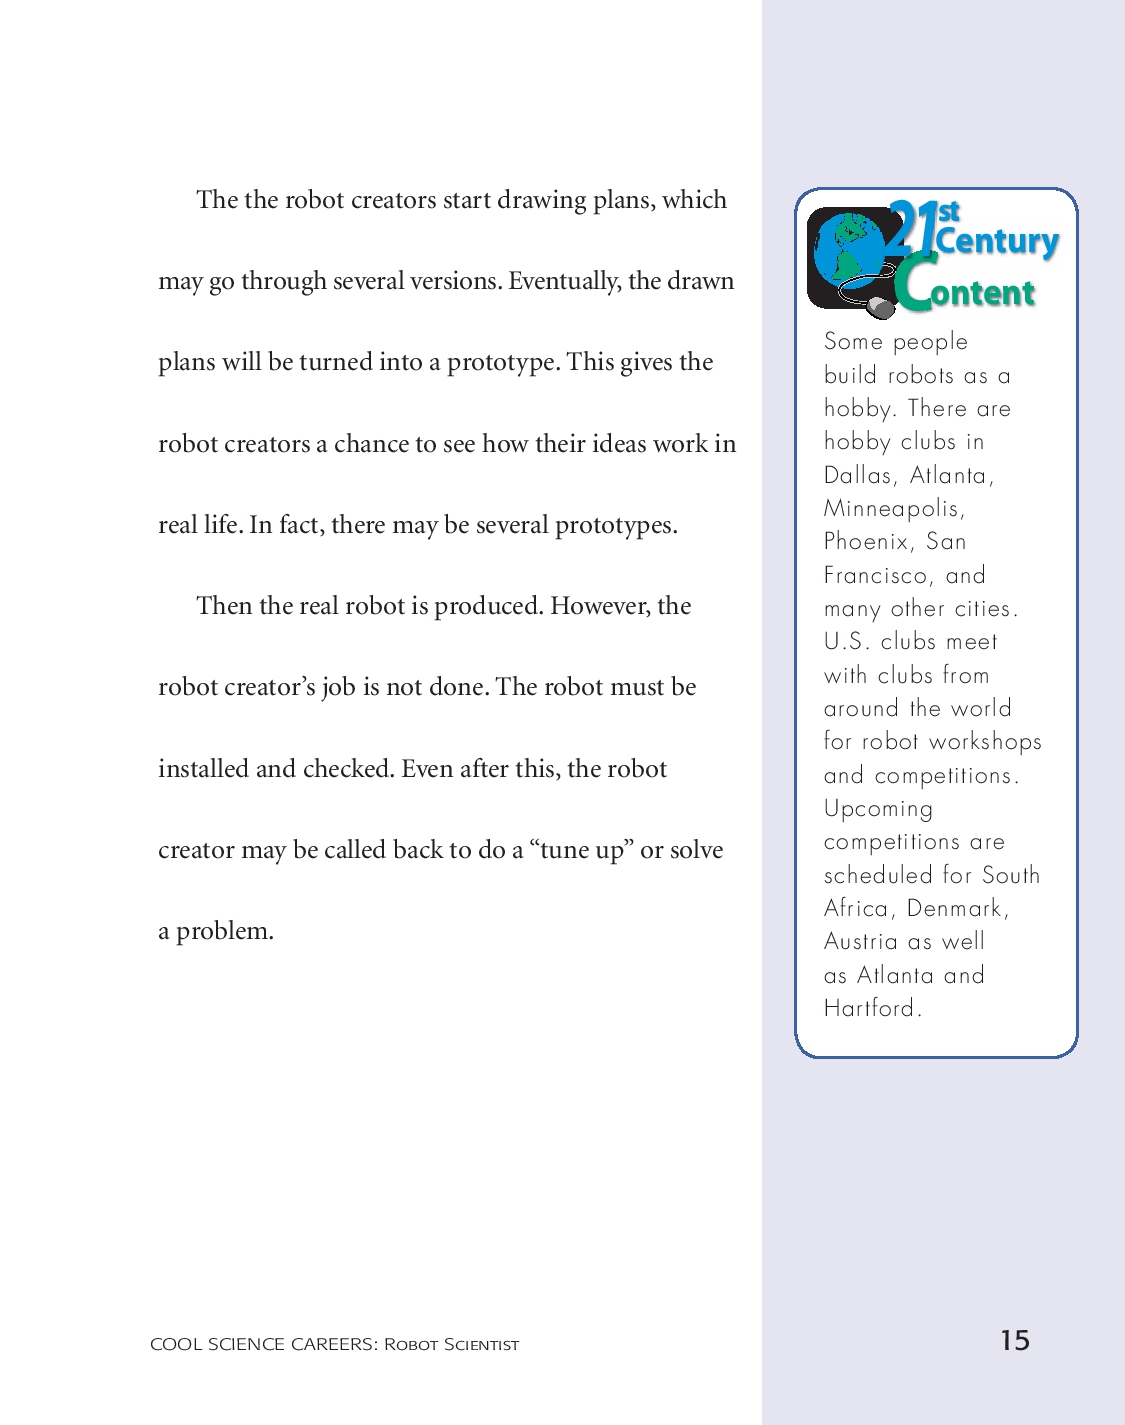 The the robot creators start drawing plans, which
may go through several versions. Eventually, the drawn
plans will be turned into a prototype. This gives the
robot creators a chance to see how their ideas work in
real life. In fact, there may be several prototypes.
Then the real robot is produced. However, the
robot creator’s job is not done. The robot must be
installed and checked. Even after this, the robot
creator may be called back to do a “tune up” or solve
a problem.
21st
Century
Content
Some people
build robots as a
hobby. There are
hobby clubs in
Dallas, Atlanta,
Minneapolis,
Phoenix, San
Francisco, and
many other cities.
U.S. clubs meet
with clubs from
around the world
for robot workshops
and competitions.
Upcoming
competitions are
scheduled for South
Africa, Denmark,
Austria as well
as Atlanta and
Hartford.
COOL SCIENCE CAREERS: ROBOT SCIENTIST
15